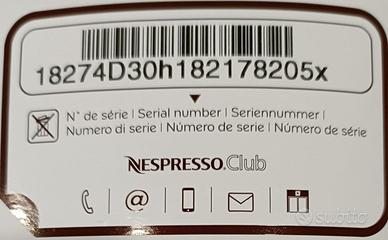 18274D30h182178205x
N° de série | Serial number | Seriennummer |
Numero di serie | Número de serie | Número de série
NESPRESSO.Club
@
subito